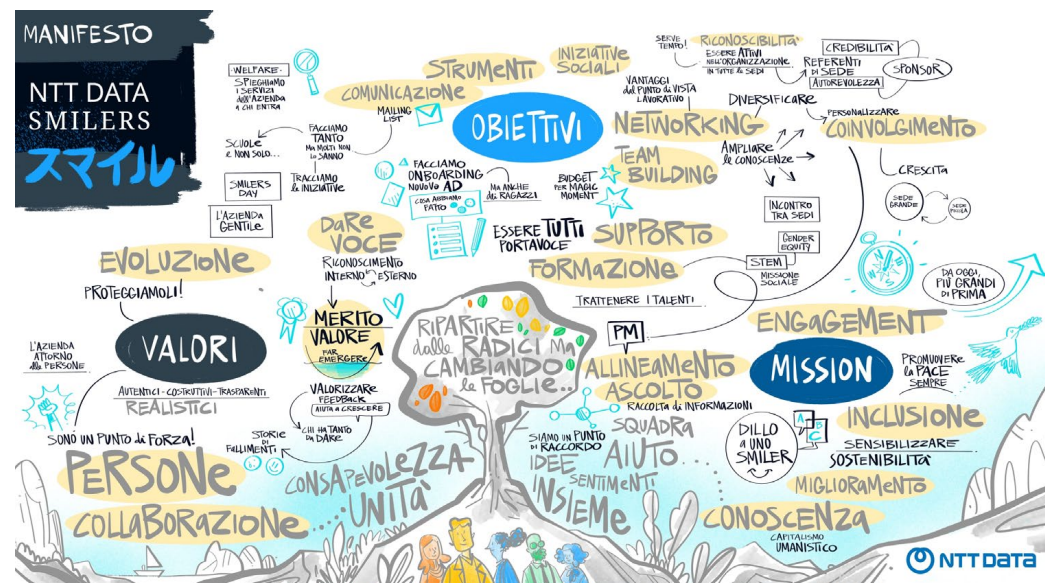 MANIFESTO
NTT DATA
SMILERS
スマイル
WELFARE-
SPIEGHIAMO
I SERVIZI
dell'AZIENDA
A CHI ENTRA
STRUMENTI
COMUNICAZIONE
MAILING
LIST
FACCIAMO
TANTO
MA MOLTI NON
LO SANNO
SCUOLE
E NON SOLO...
TRACCIAMO
le INIZIATIVE
SMILERS
DAY
L'AZIENDA
GENTILE
INIZIATIVE
SOCIALI
OBIETTIVI
FACCIAMO
ONBOARDING
NUOVO AD
MA ANCHE
dei RAGAZZI
COSA ABBIAMO
FATTO
ESSERE TUTTI
PORTAVOCE
SERVE
TEMPO!
RICONOSCIBILITÀ
ESSERE ATTIVI
NELL'ORGANIZZAZIONE
IN TUTTE le SEDI
REFERENTI
DI SEDE
CREDIBILITÀ
AUTOREVOLEZZA
SPONSOR
VANTAGGI
dal PUNTO DI VISTA
LAVORATIVO
NETWORKING
DIVERSIFICARE
PERSONALIZZARE
COINVOLGIMENTO
AMPLIARE
le CONOSCENZE
TEAM
BUILDING
BUDGET
PER MAGIC
MOMENT
CRESCITA
SEDE
GRANDE
INCONTRO
TRA SEDI
SUPPORTO
FORMAZIONE
GENDER
EQUITY
STEM
MISSIONE
SOCIALE
TRATTENERE I TALENTI
DA OGGI,
PIÙ GRANDI
DI PRIMA
EVOLUZIONE
PROTEGGIAMOLI!
VALORI
L'AZIENDA
ATTORNO
alle PERSONE
AUTENTICI - COSTRUTTIVI - TRASPARENTI
REALISTICI
SONO UN PUNTO di FORZA!
PERSONE
COLLABORAZIONE
DARE
VOCE
RICONOSCIMENTO
INTERNO ESTERNO
MERITO
VALORE
FAR
EMERGERE
VALORIZZARE
FEEDBACK
AIUTA A CRESCERE
CHI HA TANTO
DA DARE
STORIE
DI
FALLIMENTI
CONSAPEVOLEZZA
UNITÀ
RIPARTIRE
dalle RADICI MA
CAMBIANDO
le FOGLIE...
PM
ALLINEAMENTO
ASCOLTO
RACCOLTA di INFORMAZIONI
SIAMO UN PUNTO
DI RACCORDO
SQUADRA
AIUTO
IDEE
SENTIMENTI
INSIEME
ENGAGEMENT
MISSION
PROMUOVERE
la PACE
SEMPRE
DILLO
A UNO
SMILER
A
B
C
INCLUSIONE
SENSIBILIZZARE
SOSTENIBILITÀ
MIGLIORAMENTO
CONOSCENZA
CAPITALISMO
UMANISTICO
NTT DATA